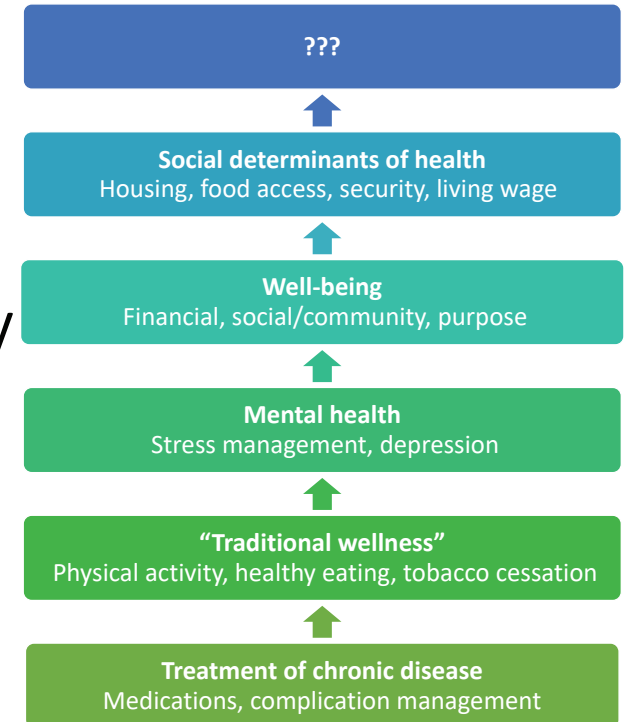 ???
Social determinants of health
Housing, food access, security, living wage
Well-being
Financial, social/community, purpose
y
Mental health
Stress management, depression
“Traditional wellness”
Physical activity, healthy eating, tobacco cessation
Treatment of chronic disease
Medications, complication management